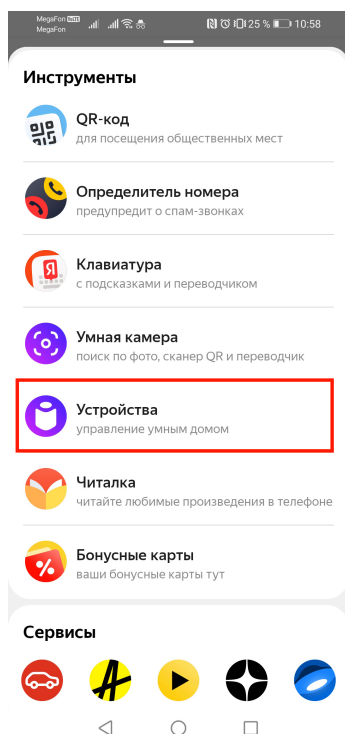 MegaFon
MegaFon
25 %
10:58
Инструменты
QR-код
для посещения общественных мест
Определитель номера
предупредит о спам-звонках
Клавиатура
с подсказками и переводчиком
Умная камера
поиск по фото, сканер QR и переводчик
Устройства
управление умным домом
Читалка
читайте любимые произведения в телефоне
Бонусные карты
ваши бонусные карты тут
Сервисы